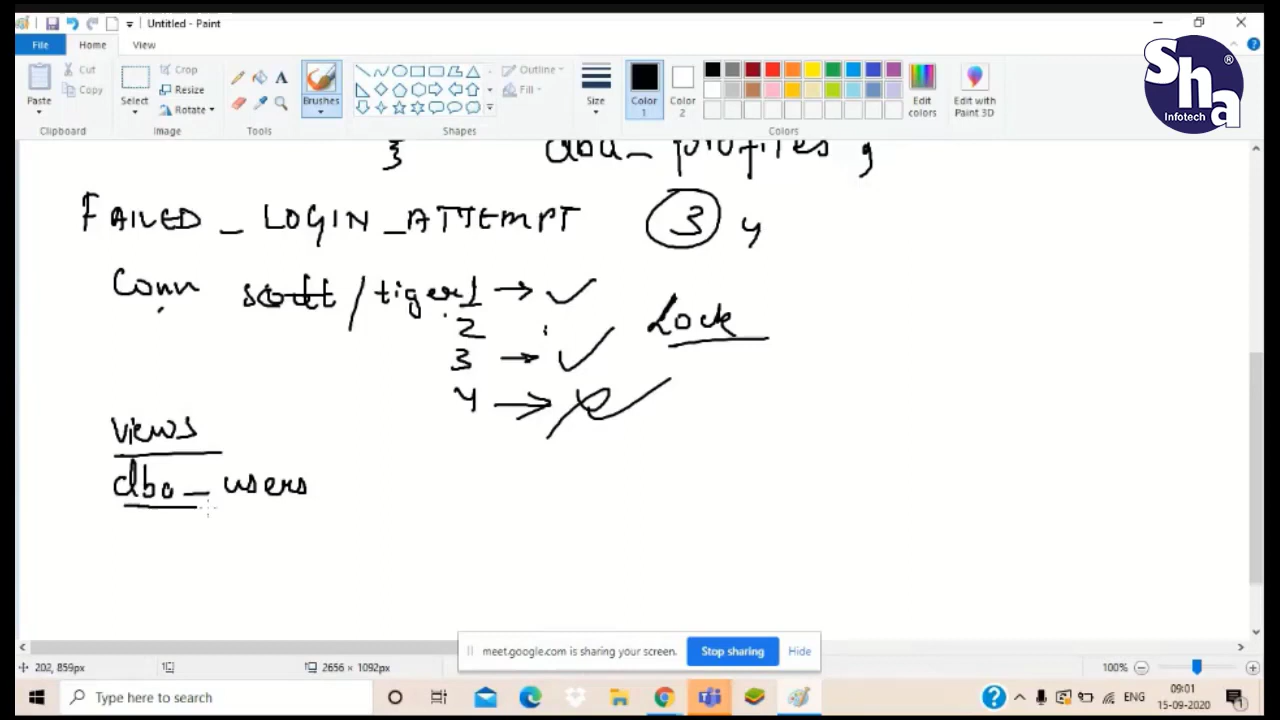 Untitled - Paint
File Home View
Paste
Cut
Copy
Clipboard
Select
Crop
Resize
Rotate
Image
Tools
Brushes
Shapes
Outline
Fill
Size
Color 1
Color 2
Colors
Edit colors
Edit with Paint 3D
Sha ®
Infotech
} dba_ profiles ;
FAILED_LOGIN_ATTEMPT 3 4
Conn scott/tiger1 → ✓
2
Lock
3 → ✓
4 →
Views
dba_users
meet.google.com is sharing your screen. Stop sharing Hide
202, 859px 2656 × 1092px 100%
Type here to search
ENG
09:01
15-09-2020